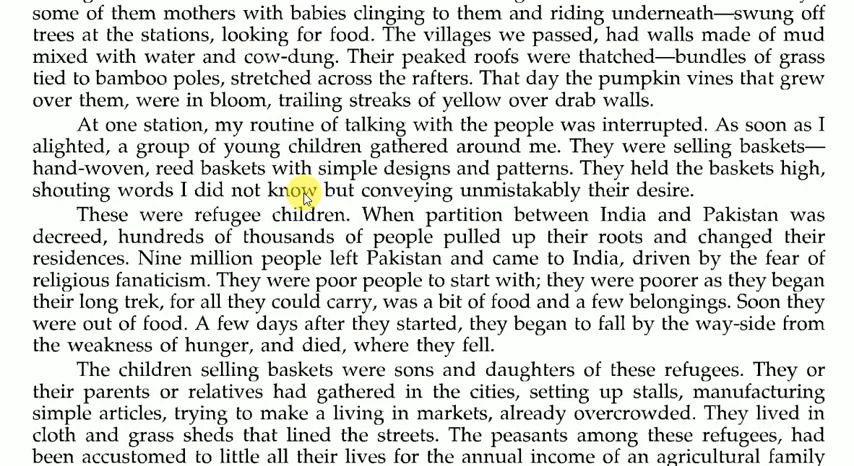 some of them mothers with babies clinging to them and riding underneath—swung off
trees at the stations, looking for food. The villages we passed, had walls made of mud
mixed with water and cow-dung. Their peaked roofs were thatched—bundles of grass
tied to bamboo poles, stretched across the rafters. That day the pumpkin vines that grew
over them, were in bloom, trailing streaks of yellow over drab walls.
At one station, my routine of talking with the people was interrupted. As soon as I
alighted, a group of young children gathered around me. They were selling baskets—
hand-woven, reed baskets with simple designs and patterns. They held the baskets high,
shouting words I did not know but conveying unmistakably their desire.
These were refugee children. When partition between India and Pakistan was
decreed, hundreds of thousands of people pulled up their roots and changed their
residences. Nine million people left Pakistan and came to India, driven by the fear of
religious fanaticism. They were poor people to start with; they were poorer as they began
their long trek, for all they could carry, was a bit of food and a few belongings. Soon they
were out of food. A few days after they started, they began to fall by the way-side from
the weakness of hunger, and died, where they fell.
The children selling baskets were sons and daughters of these refugees. They or
their parents or relatives had gathered in the cities, setting up stalls, manufacturing
simple articles, trying to make a living in markets, already overcrowded. They lived in
cloth and grass sheds that lined the streets. The peasants among these refugees, had
been accustomed to little all their lives for the annual income of an agricultural family